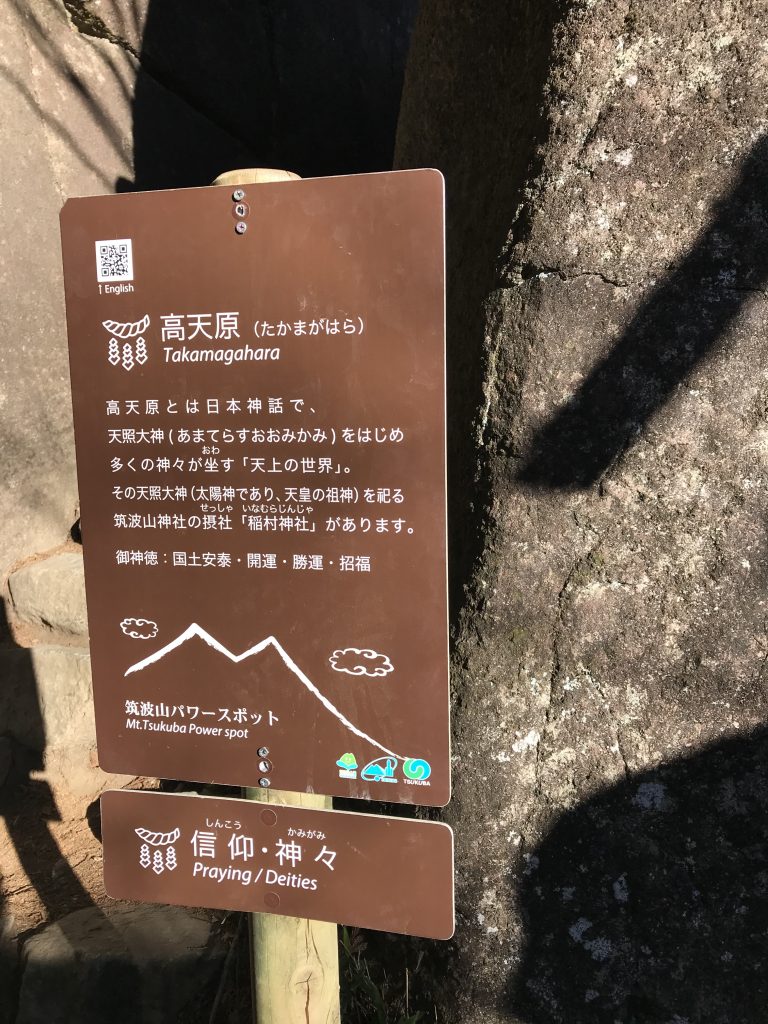 ↑English
高天原（たかまがはら）
Takamagahara
高天原とは日本神話で、
天照大神(あまてらすおおみかみ)をはじめ
おわ
多くの神々が坐す「天上の世界」。
その天照大神（太陽神であり、天皇の祖神）を祀る
せっしゃ いなむらじんじゃ
筑波山神社の摂社「稲村神社」があります。
御神徳：国土安泰・開運・勝運・招福
筑波山パワースポット
Mt.Tsukuba Power spot
TSUKUBA
しんこう かみがみ
信仰・神々
Praying / Deities